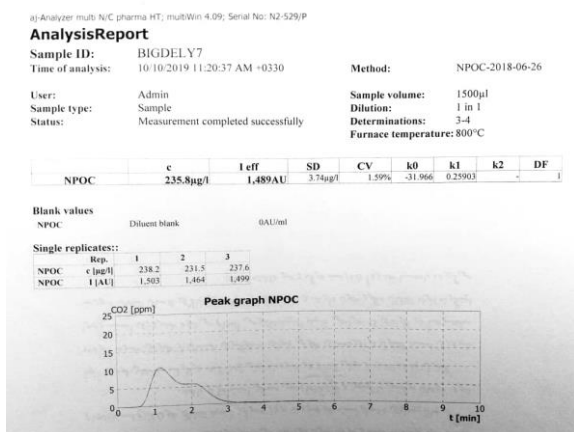 aj-Analyzer multi N/C pharma HT; multiWin 4.09; Serial No: N2-529/P
AnalysisReport
Sample ID: BIGDELY7
Time of analysis: 10/10/2019 11:20:37 AM +0330 Method: NPOC-2018-06-26
User: Admin Sample volume: 1500µl
Sample type: Sample Dilution: 1 in 1
Status: Measurement completed successfully Determinations: 3-4
Furnace temperature: 800°C
c I eff SD CV k0 k1 k2 DF
NPOC 235.8µg/l 1,489AU 3.74µg/l 1.59% -31.966 0.25903 - 1
Blank values
NPOC Diluent blank 0AU/ml
Single replicates::
Rep. 1 2 3
NPOC c [µg/l] 238.2 231.5 237.6
NPOC I [AU] 1,503 1,464 1,499
Peak graph NPOC
CO2 [ppm]
25
20
15
10
5
0
0 1 2 3 4 5 6 7 8 9 10
t [min]